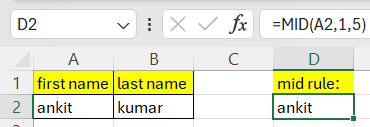 D2 fx =MID(A2,1,5)
A B C D
1 first name last name mid rule:
2 ankit kumar ankit